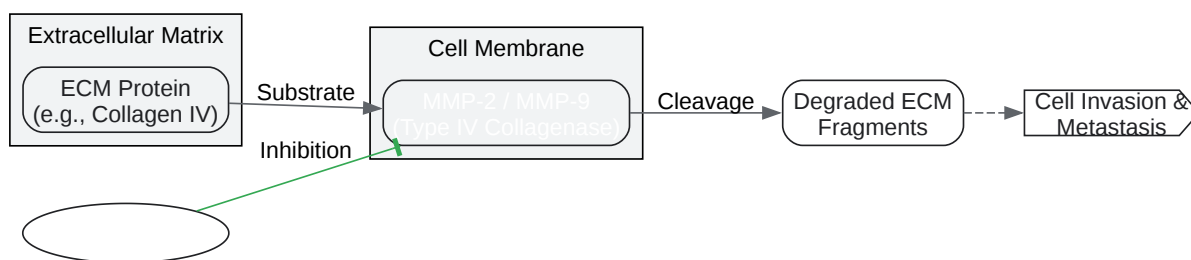 Extracellular Matrix
ECM Protein
(e.g., Collagen IV)
Substrate
Cell Membrane
MMP-2 / MMP-9
(Type IV Collagenase)
Cleavage
Degraded ECM
Fragments
Cell Invasion &
Metastasis
Inhibition